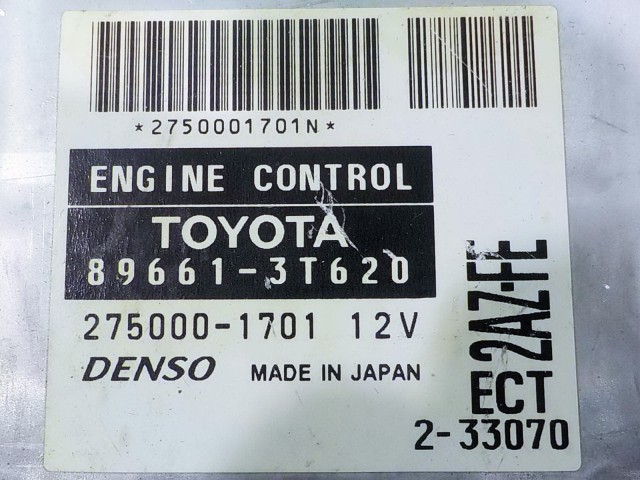 *2750001701N*
ENGINE CONTROL
TOYOTA
89661-3T620
275000-1701 12V
DENSO MADE IN JAPAN
2AZ-FE
ECT
2-33070